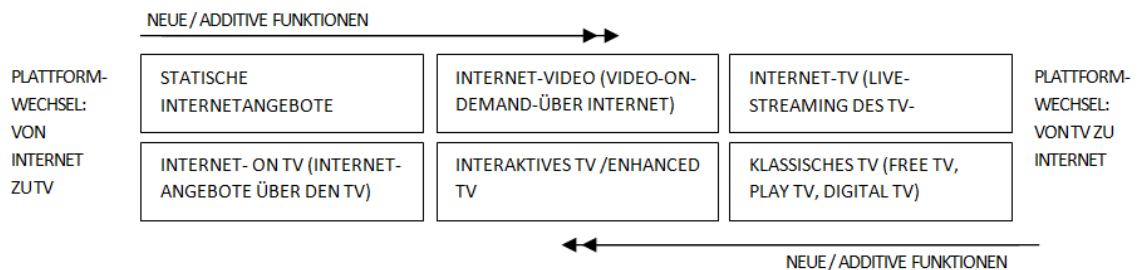 NEUE / ADDITIVE FUNKTIONEN
PLATTFORM-
WECHSEL:
VON
INTERNET
ZU TV
STATISCHE
INTERNETANGEBOTE
INTERNET-VIDEO (VIDEO-ON-
DEMAND-ÜBER INTERNET)
INTERNET-TV (LIVE-
STREAMING DES TV-
PLATTFORM-
WECHSEL:
VON TV ZU
INTERNET
INTERNET- ON TV (INTERNET-
ANGEBOTE ÜBER DEN TV)
INTERAKTIVES TV /ENHANCED
TV
KLASSISCHES TV (FREE TV,
PLAY TV, DIGITAL TV)
NEUE / ADDITIVE FUNKTIONEN